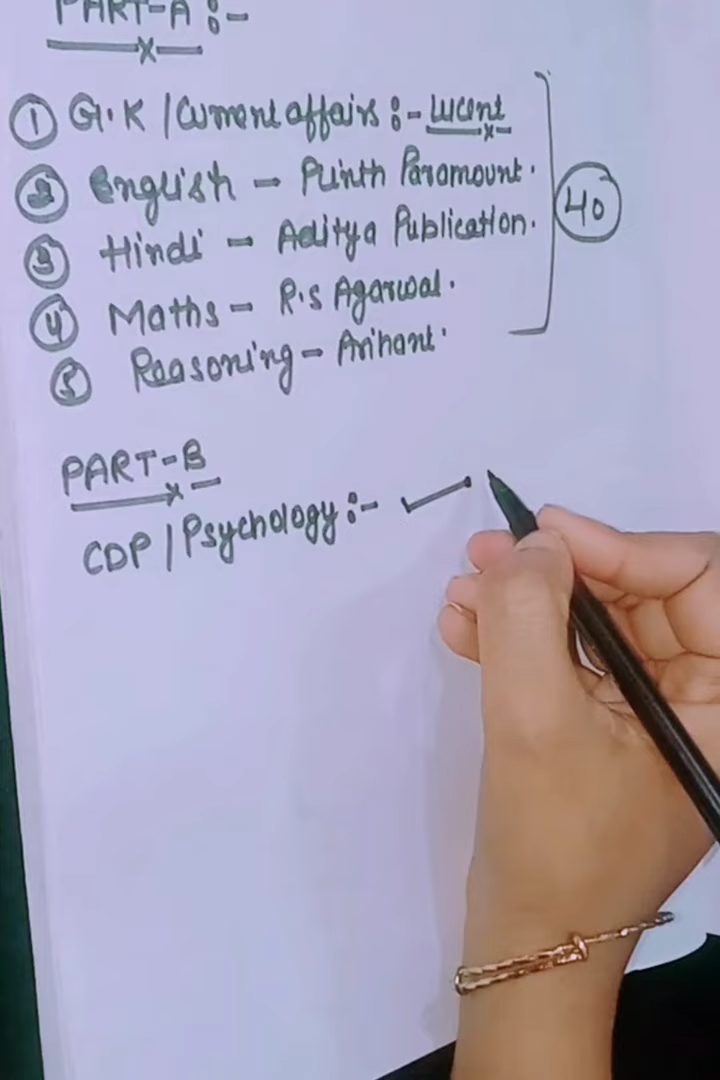 PART-A :-
① G.K / Current affairs :- Lucent
② English - Plinth Paramount.
③ Hindi - Aditya Publication.
④ Maths - R.S Agarwal.
⑤ Reasoning - Arihant.
40
PART-B
CDP / Psychology :-